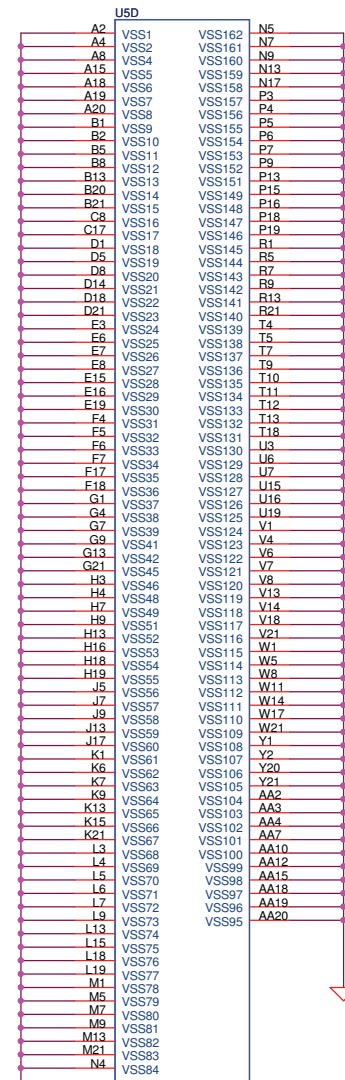 U5D
A2 VSS1 VSS162 N5
A4 VSS2 VSS161 N7
A8 VSS4 VSS160 N9
A15 VSS5 VSS159 N13
A18 VSS6 VSS158 N17
A19 VSS7 VSS157 P3
A20 VSS8 VSS156 P4
B1 VSS9 VSS155 P5
B2 VSS10 VSS154 P6
B5 VSS11 VSS153 P7
B8 VSS12 VSS152 P9
B13 VSS13 VSS151 P13
B20 VSS14 VSS149 P15
B21 VSS15 VSS148 P16
C8 VSS16 VSS147 P18
C17 VSS17 VSS146 P19
D1 VSS18 VSS145 R1
D5 VSS19 VSS144 R5
D8 VSS20 VSS143 R7
D14 VSS21 VSS142 R9
D18 VSS22 VSS141 R13
D21 VSS23 VSS140 R21
E3 VSS24 VSS139 T4
E6 VSS25 VSS138 T5
E7 VSS26 VSS137 T7
E8 VSS27 VSS136 T9
E15 VSS28 VSS135 T10
E16 VSS29 VSS134 T11
E19 VSS30 VSS133 T12
F4 VSS31 VSS132 T13
F5 VSS32 VSS131 T18
F6 VSS33 VSS130 U3
F7 VSS34 VSS129 U6
F17 VSS35 VSS128 U7
F18 VSS36 VSS127 U15
G1 VSS37 VSS126 U16
G4 VSS38 VSS125 U19
G7 VSS39 VSS124 V1
G9 VSS41 VSS123 V4
G13 VSS42 VSS122 V6
G21 VSS45 VSS121 V7
H3 VSS46 VSS120 V8
H4 VSS48 VSS119 V13
H7 VSS49 VSS118 V14
H9 VSS51 VSS117 V18
H13 VSS52 VSS116 V21
H16 VSS53 VSS115 W1
H18 VSS54 VSS114 W5
H19 VSS55 VSS113 W8
J5 VSS56 VSS112 W11
J7 VSS57 VSS111 W14
J9 VSS58 VSS110 W17
J13 VSS59 VSS109 W21
J17 VSS60 VSS108 Y1
K1 VSS61 VSS107 Y2
K6 VSS62 VSS106 Y20
K7 VSS63 VSS105 Y21
K9 VSS64 VSS104 AA2
K13 VSS65 VSS103 AA3
K15 VSS66 VSS102 AA4
K21 VSS67 VSS101 AA7
L3 VSS68 VSS100 AA10
L4 VSS69 VSS99 AA12
L5 VSS70 VSS98 AA15
L6 VSS71 VSS97 AA18
L7 VSS72 VSS96 AA19
L9 VSS73 VSS95 AA20
L13 VSS74
L15 VSS75
L18 VSS76
L19 VSS77
M1 VSS78
M5 VSS79
M7 VSS80
M9 VSS81
M13 VSS82
M21 VSS83
N4 VSS84